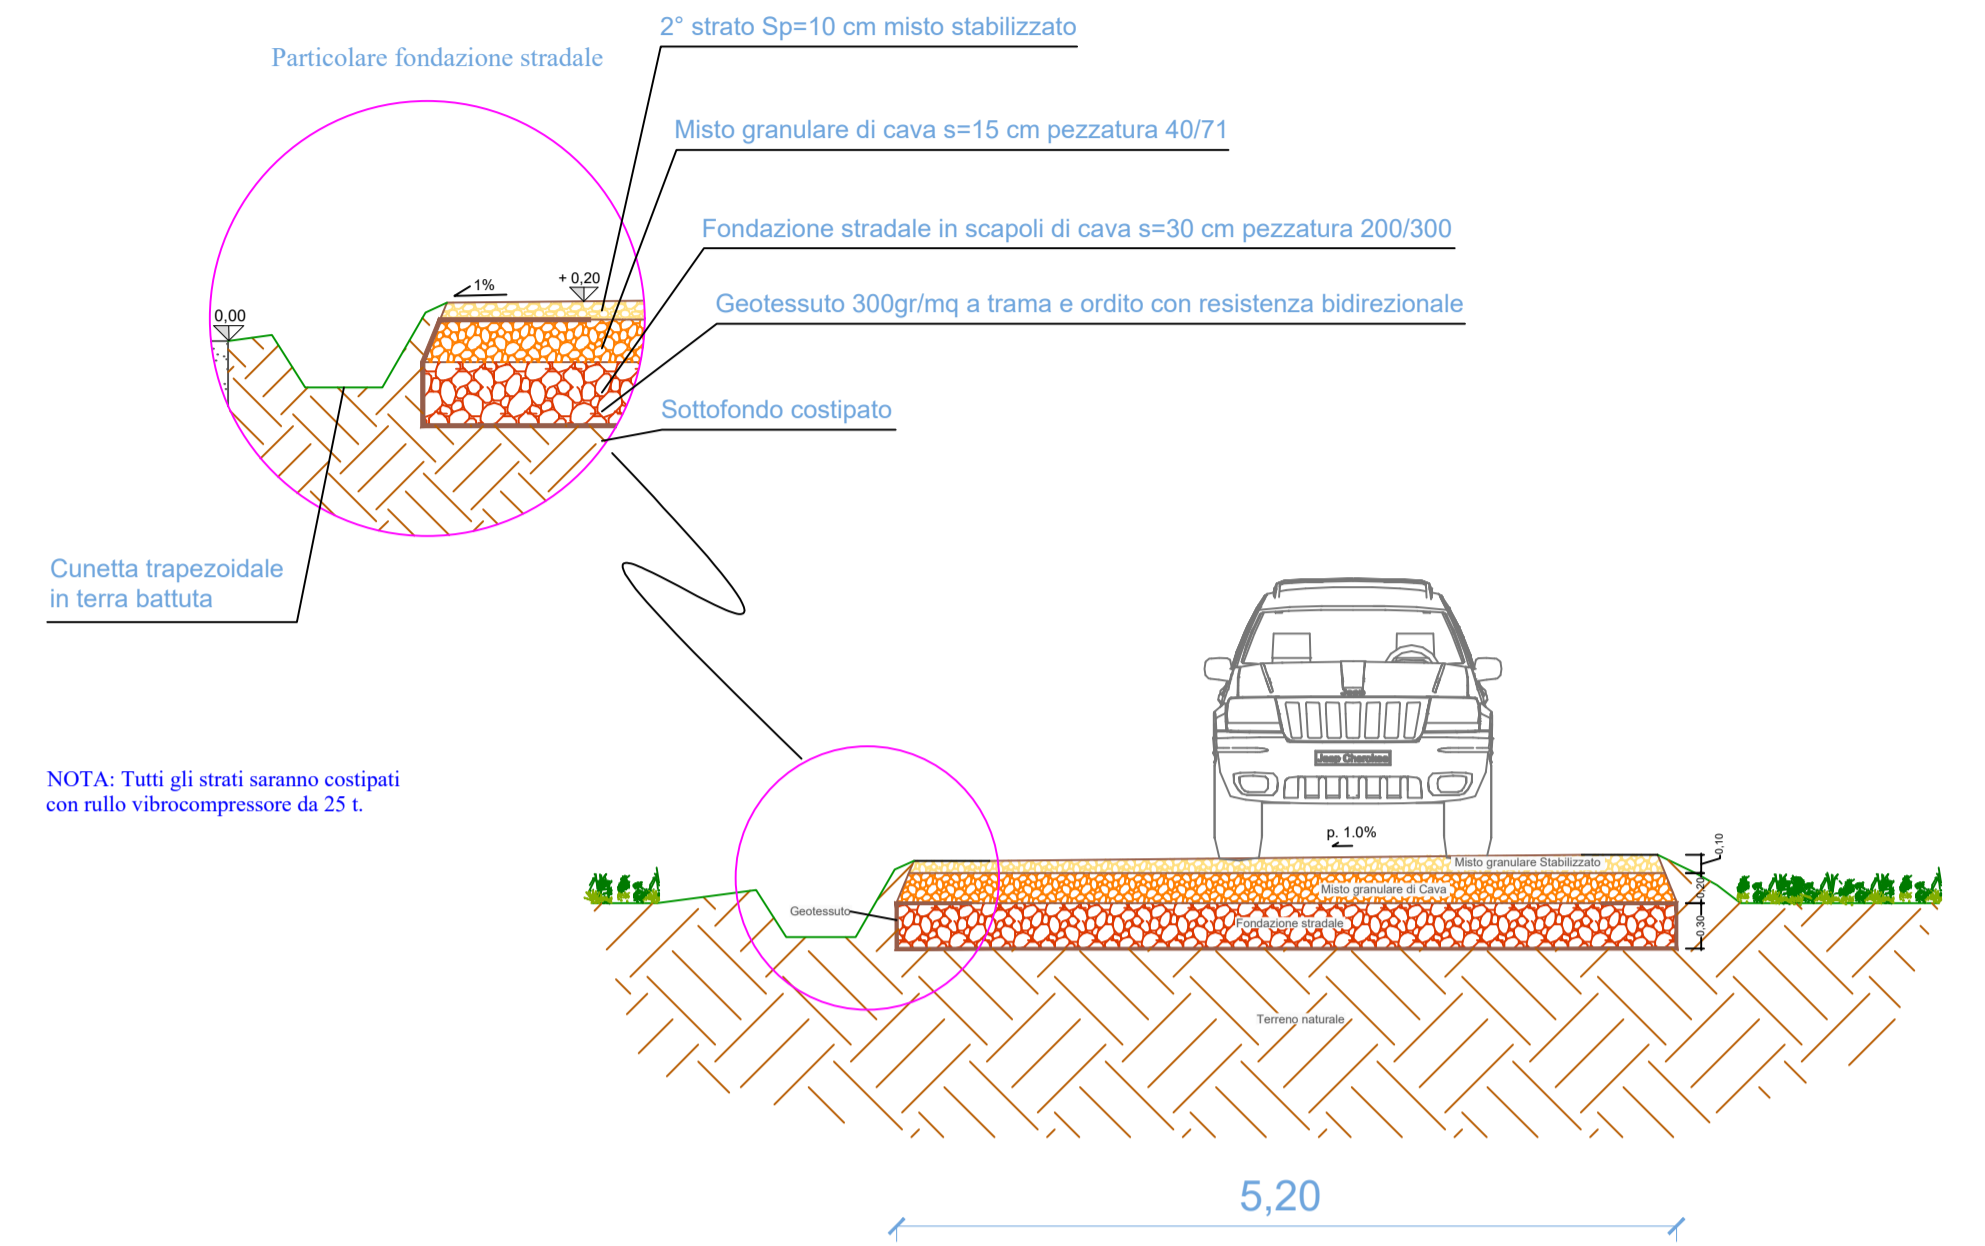 2° strato Sp=10 cm misto stabilizzato
Particolare fondazione stradale
Misto granulare di cava s=15 cm pezzatura 40/71
Fondazione stradale in scapoli di cava s=30 cm pezzatura 200/300
Geotessuto 300gr/mq a trama e ordito con resistenza bidirezionale
1%
+ 0,20
0,00
Sottofondo costipato
Cunetta trapezoidale
in terra battuta
NOTA: Tutti gli strati saranno costipati
con rullo vibrocompressore da 25 t.
Jeep
Jeep Cherokee
p. 1.0%
0,10
Misto granulare Stabilizzato
Misto granulare di Cava
0,20
Geotessuto
Fondazione stradale
0,30
Terreno naturale
5,20